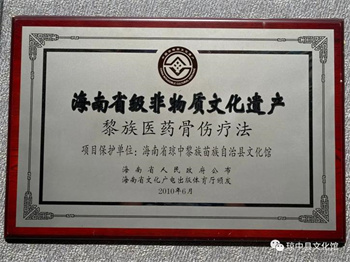 海南省级非物质文化遗产
黎族医药骨伤疗法
项目保护单位：海南省琼中黎族苗族自治县文化馆
海南省人民政府公布
海南省文化广电出版体育厅颁发
2010年6月
琼中县文化馆